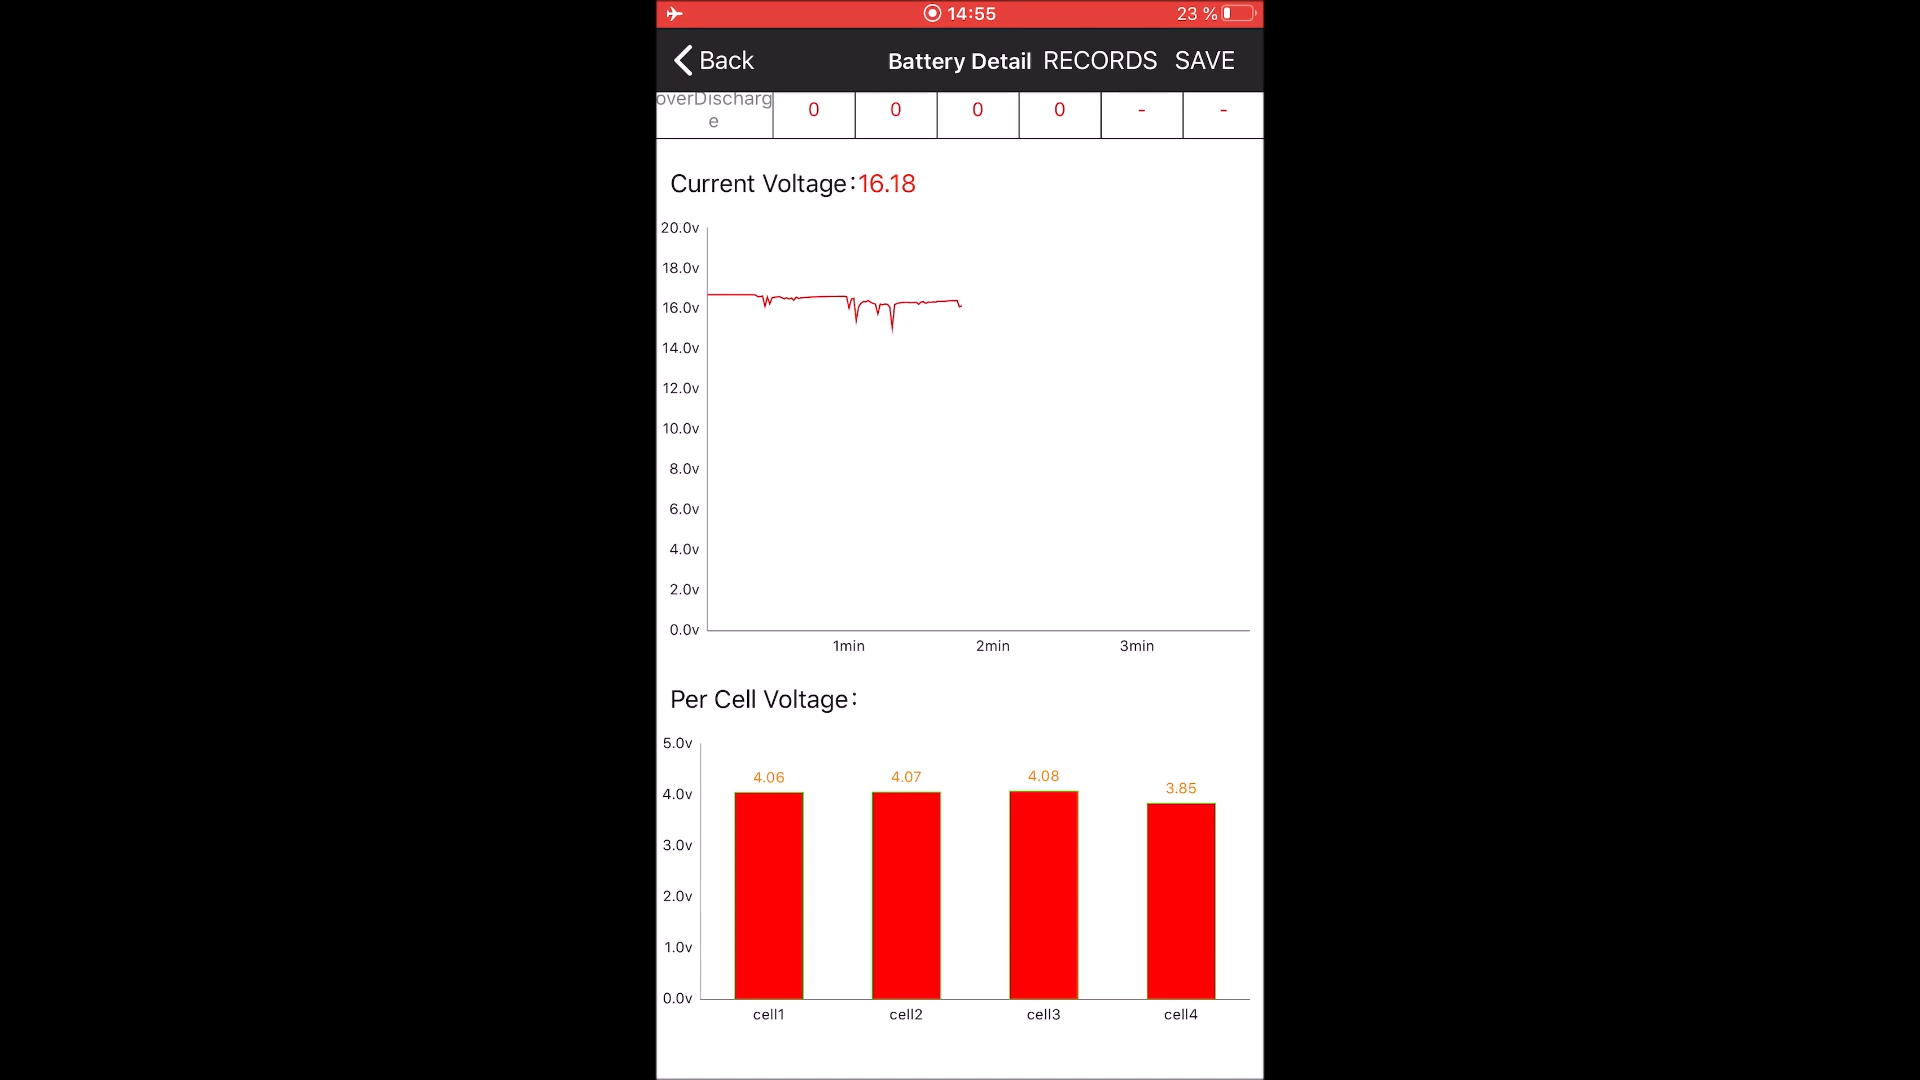 14:55
23 %
Back
Battery Detail
RECORDS
SAVE
overDischarg
e
0
0
0
0
-
-
Current Voltage:16.18
20.0v
18.0v
16.0v
14.0v
12.0v
10.0v
8.0v
6.0v
4.0v
2.0v
0.0v
1min
2min
3min
Per Cell Voltage:
5.0v
4.0v
3.0v
2.0v
1.0v
0.0v
4.06
4.07
4.08
3.85
cell1
cell2
cell3
cell4